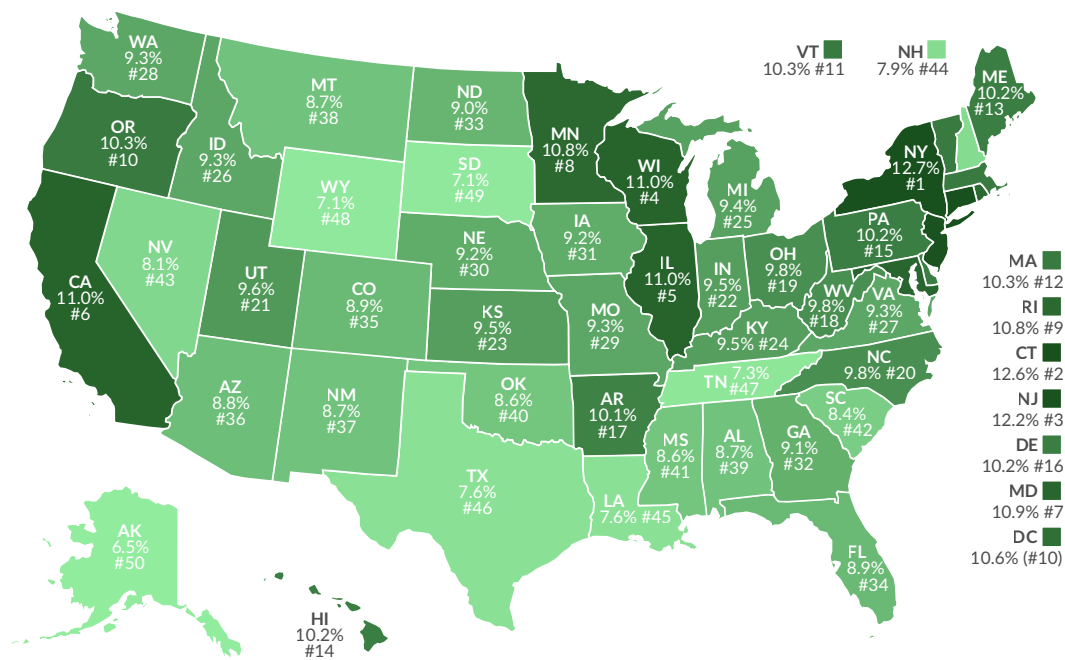 WA
9.3%
#28
MT
8.7%
#38
ND
9.0%
#33
MN
10.8%
#8
VT
10.3% #11
NH
7.9% #44
ME
10.2%
#13
OR
10.3%
#10
ID
9.3%
#26
WY
7.1%
#48
SD
7.1%
#49
WI
11.0%
#4
MI
9.4%
#25
NY
12.7%
#1
CA
11.0%
#6
NV
8.1%
#43
UT
9.6%
#21
CO
8.9%
#35
NE
9.2%
#30
KS
9.5%
#23
IA
9.2%
#31
MO
9.3%
#29
IL
11.0%
#5
IN
9.5%
#22
OH
9.8%
#19
PA
10.2%
#15
WV
9.8%
#18
VA
9.3%
#27
KY
9.5% #24
NC
9.8% #20
TN 7.3%
#47
SC
8.4%
#42
AZ
8.8%
#36
NM
8.7%
#37
OK
8.6%
#40
AR
10.1%
#17
MS
8.6%
#41
AL
8.7%
#39
GA
9.1%
#32
TX
7.6%
#46
LA
7.6% #45
FL
8.9%
#34
AK
6.5%
#50
HI
10.2%
#14
MA
10.3% #12
RI
10.8% #9
CT
12.6% #2
NJ
12.2% #3
DE
10.2% #16
MD
10.9% #7
DC
10.6% (#10)